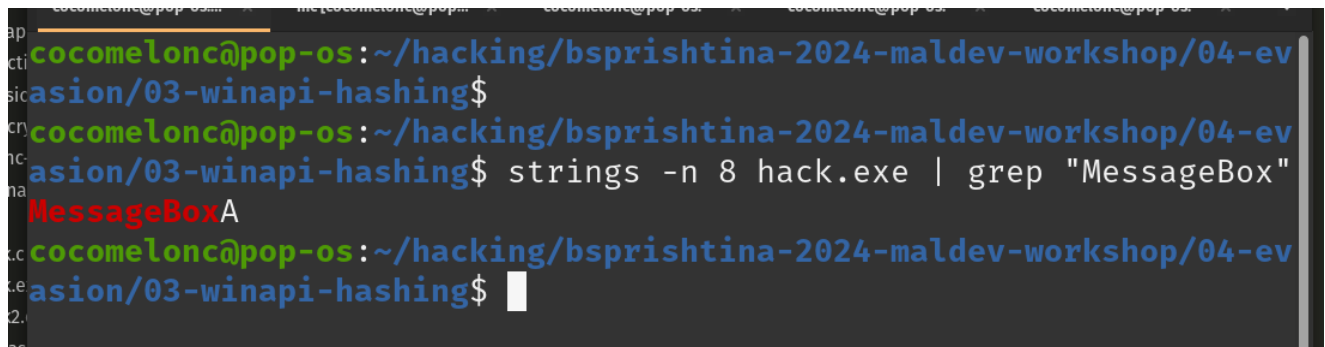 cocomelonc@pop-os:~/hacking/bsprishtina-2024-maldev-workshop/04-ev
asion/03-winapi-hashing$
cocomelonc@pop-os:~/hacking/bsprishtina-2024-maldev-workshop/04-ev
asion/03-winapi-hashing$ strings -n 8 hack.exe | grep "MessageBox"
MessageBoxA
cocomelonc@pop-os:~/hacking/bsprishtina-2024-maldev-workshop/04-ev
asion/03-winapi-hashing$